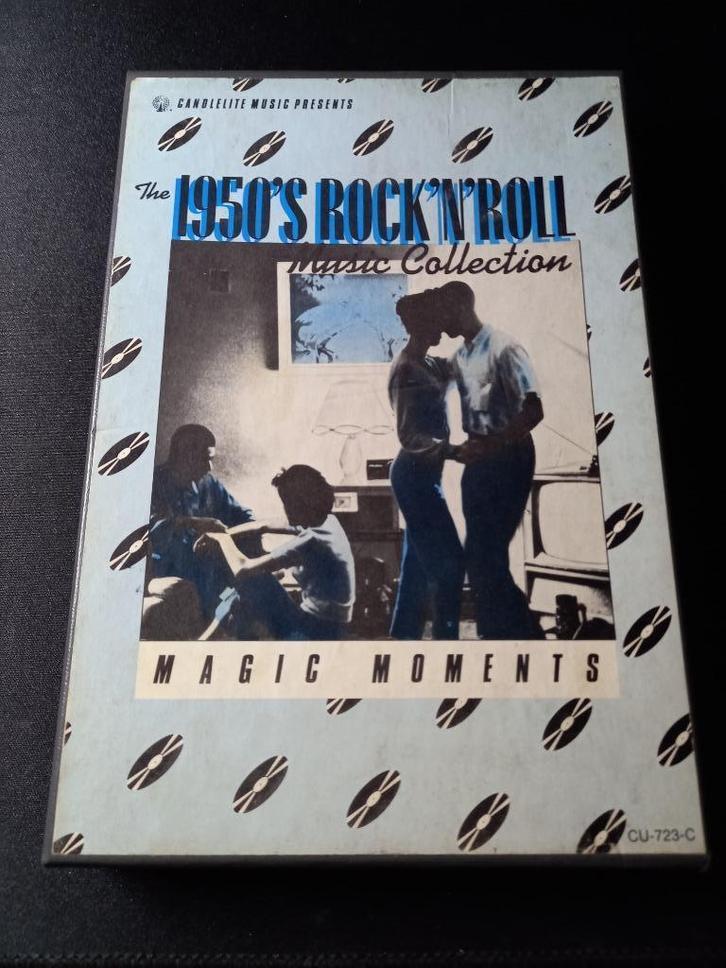 CANDLELITE MUSIC PRESENTS
The 1950'S ROCK'N'ROLL
Music Collection
MAGIC MOMENTS
CU-723-C